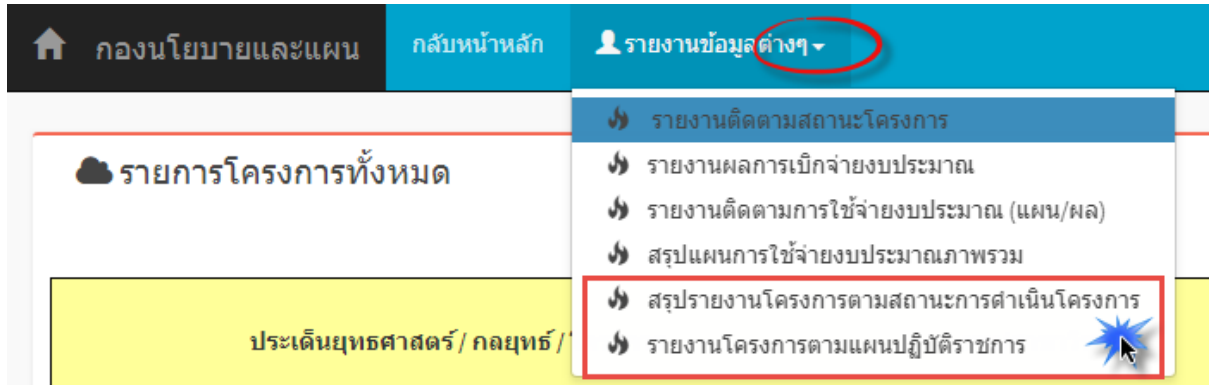 กองนโยบายและแผน กลับหน้าหลัก รายงานข้อมูลต่างๆ
รายงานติดตามสถานะโครงการ
รายการโครงการทั้งหมด
รายงานผลการเบิกจ่ายงบประมาณ
รายงานติดตามการใช้จ่ายงบประมาณ (แผน/ผล)
สรุปแผนการใช้จ่ายงบประมาณภาพรวม
สรุปรายงานโครงการตามสถานะการดำเนินโครงการ
ประเด็นยุทธศาสตร์ / กลยุทธ์ /
รายงานโครงการตามแผนปฏิบัติราชการ